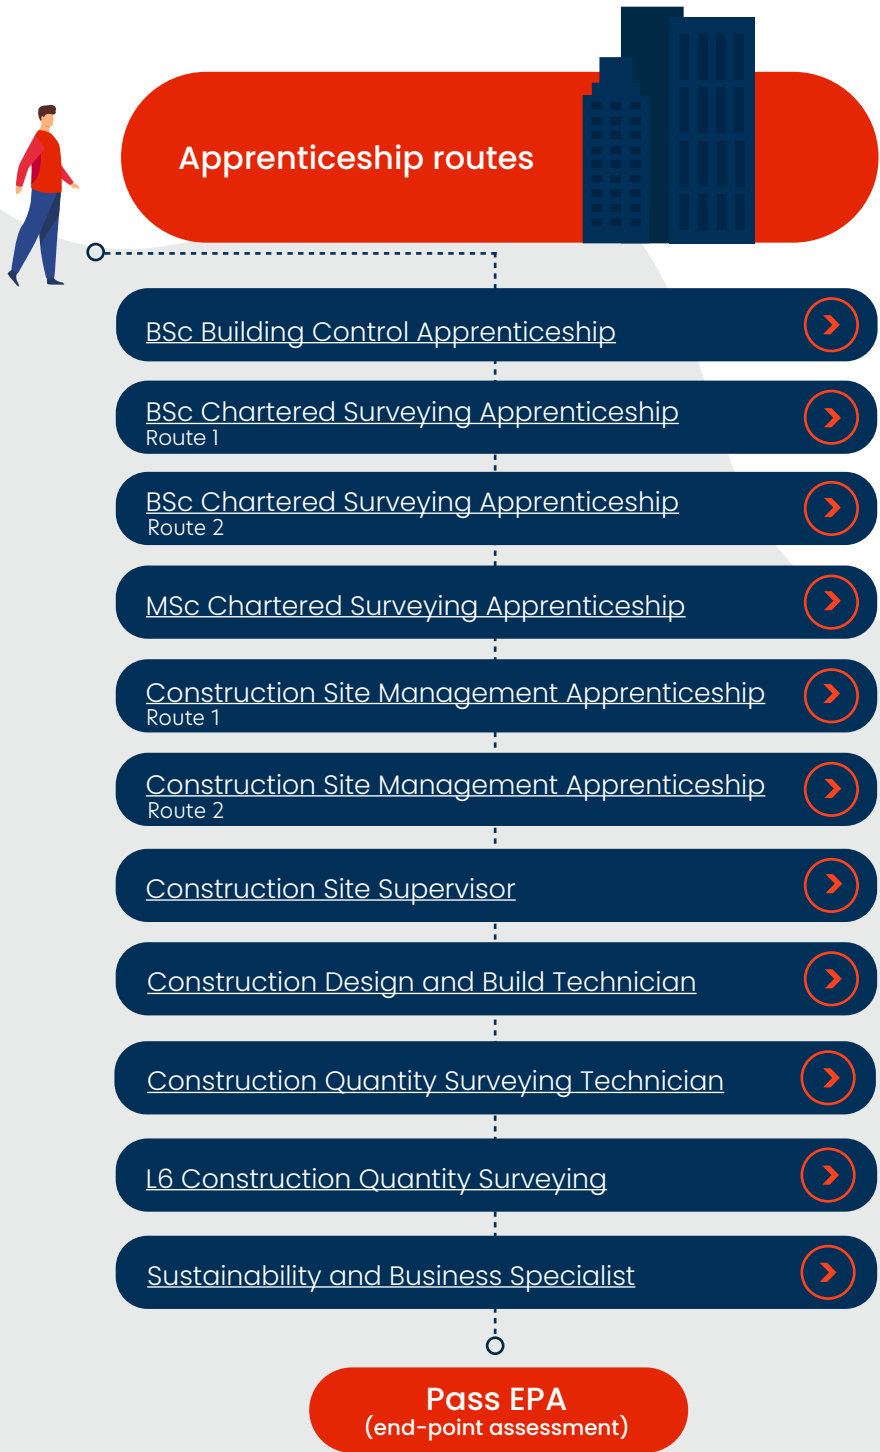 Apprenticeship routes
BSc Building Control Apprenticeship
BSc Chartered Surveying Apprenticeship
Route 1
BSc Chartered Surveying Apprenticeship
Route 2
MSc Chartered Surveying Apprenticeship
Construction Site Management Apprenticeship
Route 1
Construction Site Management Apprenticeship
Route 2
Construction Site Supervisor
Construction Design and Build Technician
Construction Quantity Surveying Technician
L6 Construction Quantity Surveying
Sustainability and Business Specialist
Pass EPA
(end-point assessment)